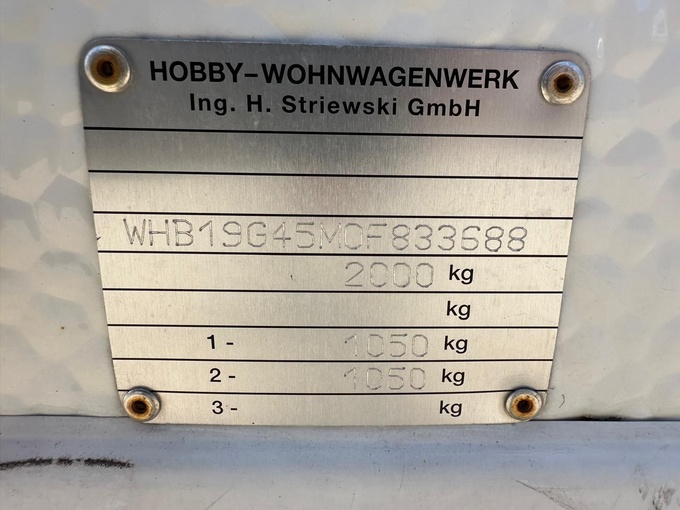 HOBBY-WOHNWAGENWERK
Ing. H. Striewski GmbH
WHB19G45M0F833688
2000 kg
kg
1 - 1050 kg
2 - 1050 kg
3 - kg